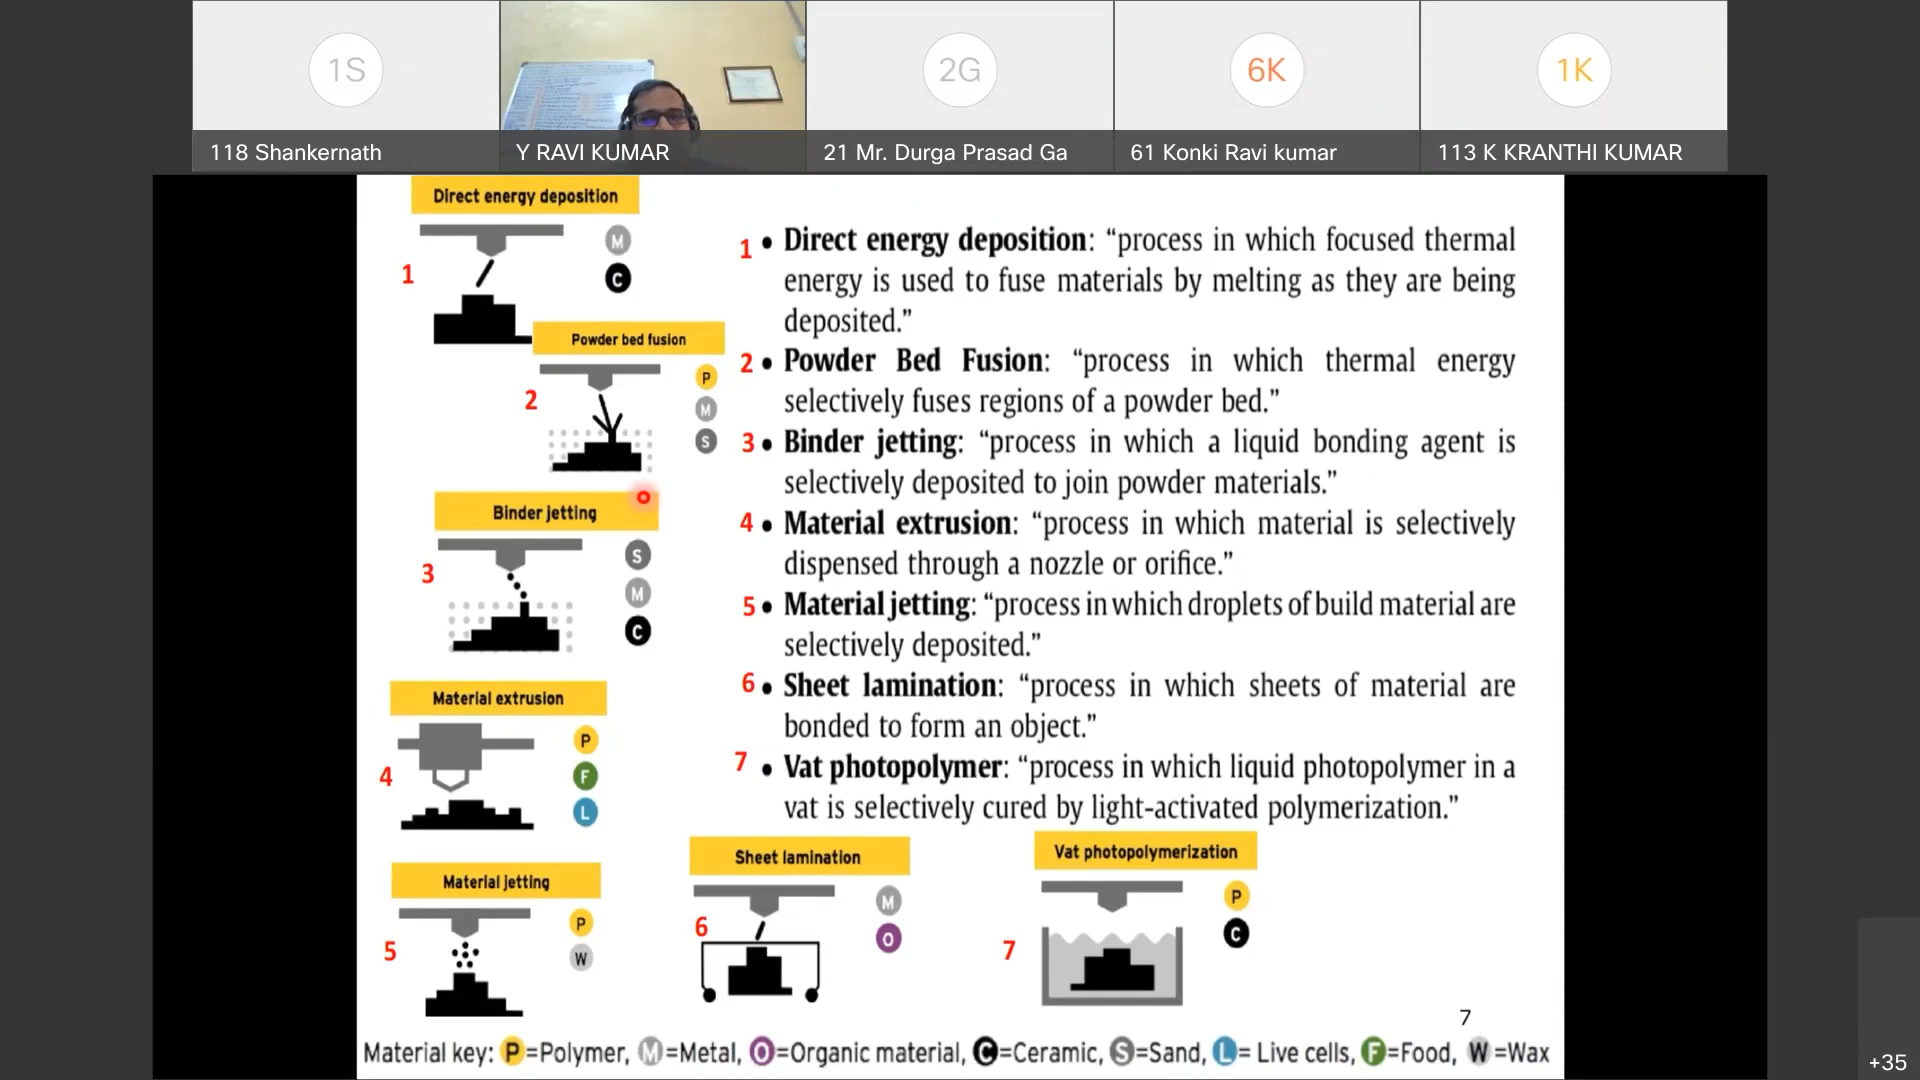 1S
2G
6K
1K
118 Shankernath
Y RAVI KUMAR
21 Mr. Durga Prasad Ga
61 Konki Ravi kumar
113 K KRANTHI KUMAR
Direct energy deposition
M
1
C
Powder bed fusion
P
2
M
S
Binder jetting
S
3
M
C
Material extrusion
P
4
F
L
Material jetting
P
5
W
1 • Direct energy deposition: “process in which focused thermal
energy is used to fuse materials by melting as they are being
deposited.”
2 • Powder Bed Fusion: “process in which thermal energy
selectively fuses regions of a powder bed.”
3 • Binder jetting: “process in which a liquid bonding agent is
selectively deposited to join powder materials.”
4 • Material extrusion: “process in which material is selectively
dispensed through a nozzle or orifice.”
5 • Material jetting: “process in which droplets of build material are
selectively deposited.”
6 • Sheet lamination: “process in which sheets of material are
bonded to form an object.”
7 • Vat photopolymer: “process in which liquid photopolymer in a
vat is selectively cured by light-activated polymerization.”
Sheet lamination
M
6
O
Vat photopolymerization
P
C
7
7
Material key: P=Polymer, M=Metal, O=Organic material, C=Ceramic, S=Sand, L= Live cells, F=Food, W=Wax
+35